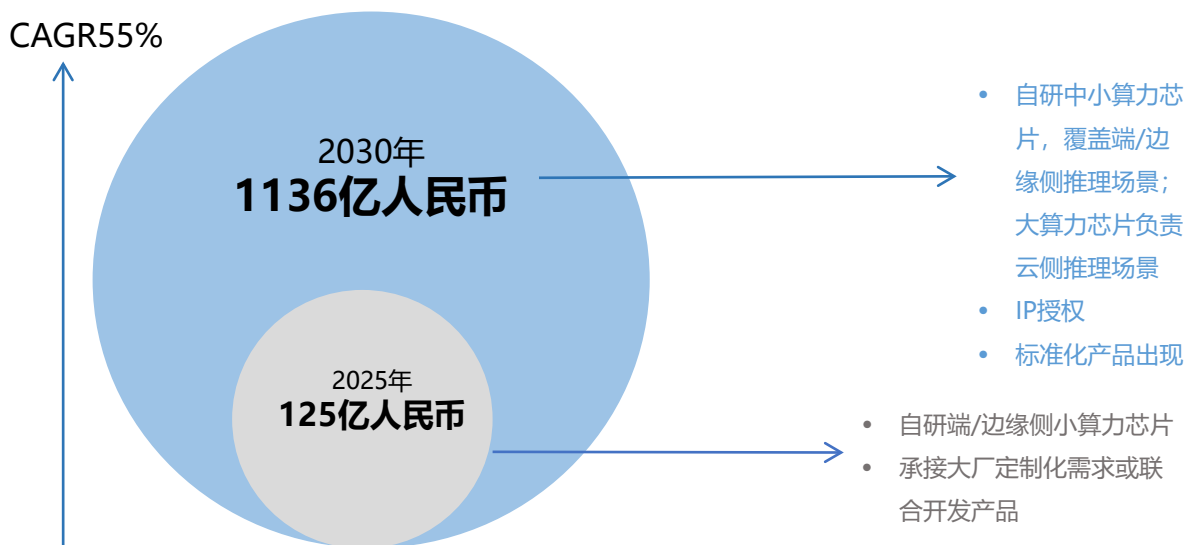 CAGR55%
2030年
1136亿人民币
2025年
125亿人民币
• 自研中小算力芯
片，覆盖端/边
缘侧推理场景；
大算力芯片负责
云侧推理场景
• IP授权
• 标准化产品出现
• 自研端/边缘侧小算力芯片
• 承接大厂定制化需求或联
合开发产品